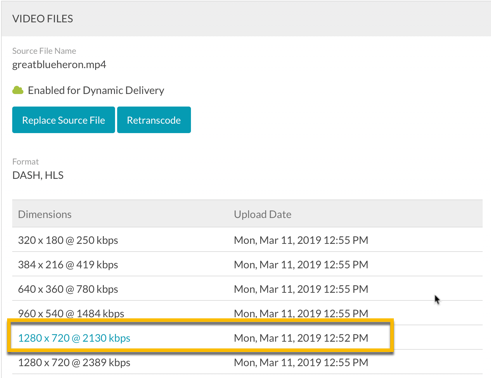 VIDEO FILES
Source File Name
greatblueheron.mp4
Enabled for Dynamic Delivery
Replace Source File Retranscode
Format
DASH, HLS
Dimensions Upload Date
320 x 180 @ 250 kbps Mon, Mar 11, 2019 12:55 PM
384 x 216 @ 419 kbps Mon, Mar 11, 2019 12:55 PM
640 x 360 @ 780 kbps Mon, Mar 11, 2019 12:55 PM
960 x 540 @ 1484 kbps Mon, Mar 11, 2019 12:55 PM
1280 x 720 @ 2130 kbps Mon, Mar 11, 2019 12:52 PM
1280 x 720 @ 2389 kbps Mon, Mar 11, 2019 12:55 PM